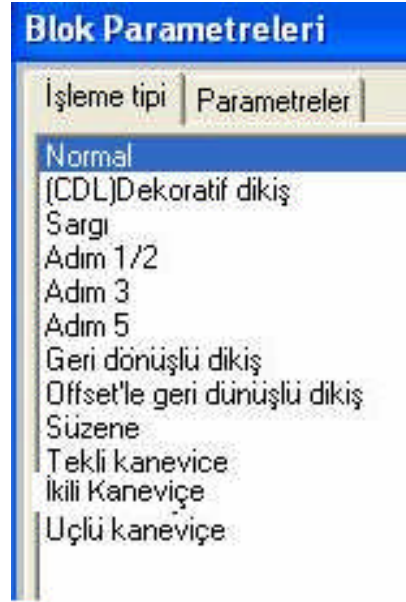 Blok Parametreleri
İşleme tipi Parametreler
Normal
(CDL)Dekoratif dikiş
Sargı
Adım 1/2
Adım 3
Adım 5
Geri dönüşlü dikiş
Offset'le geri dünüşlü dikiş
Süzene
Tekli kanevice
İkili Kaneviçe
Uçlü kaneviçe